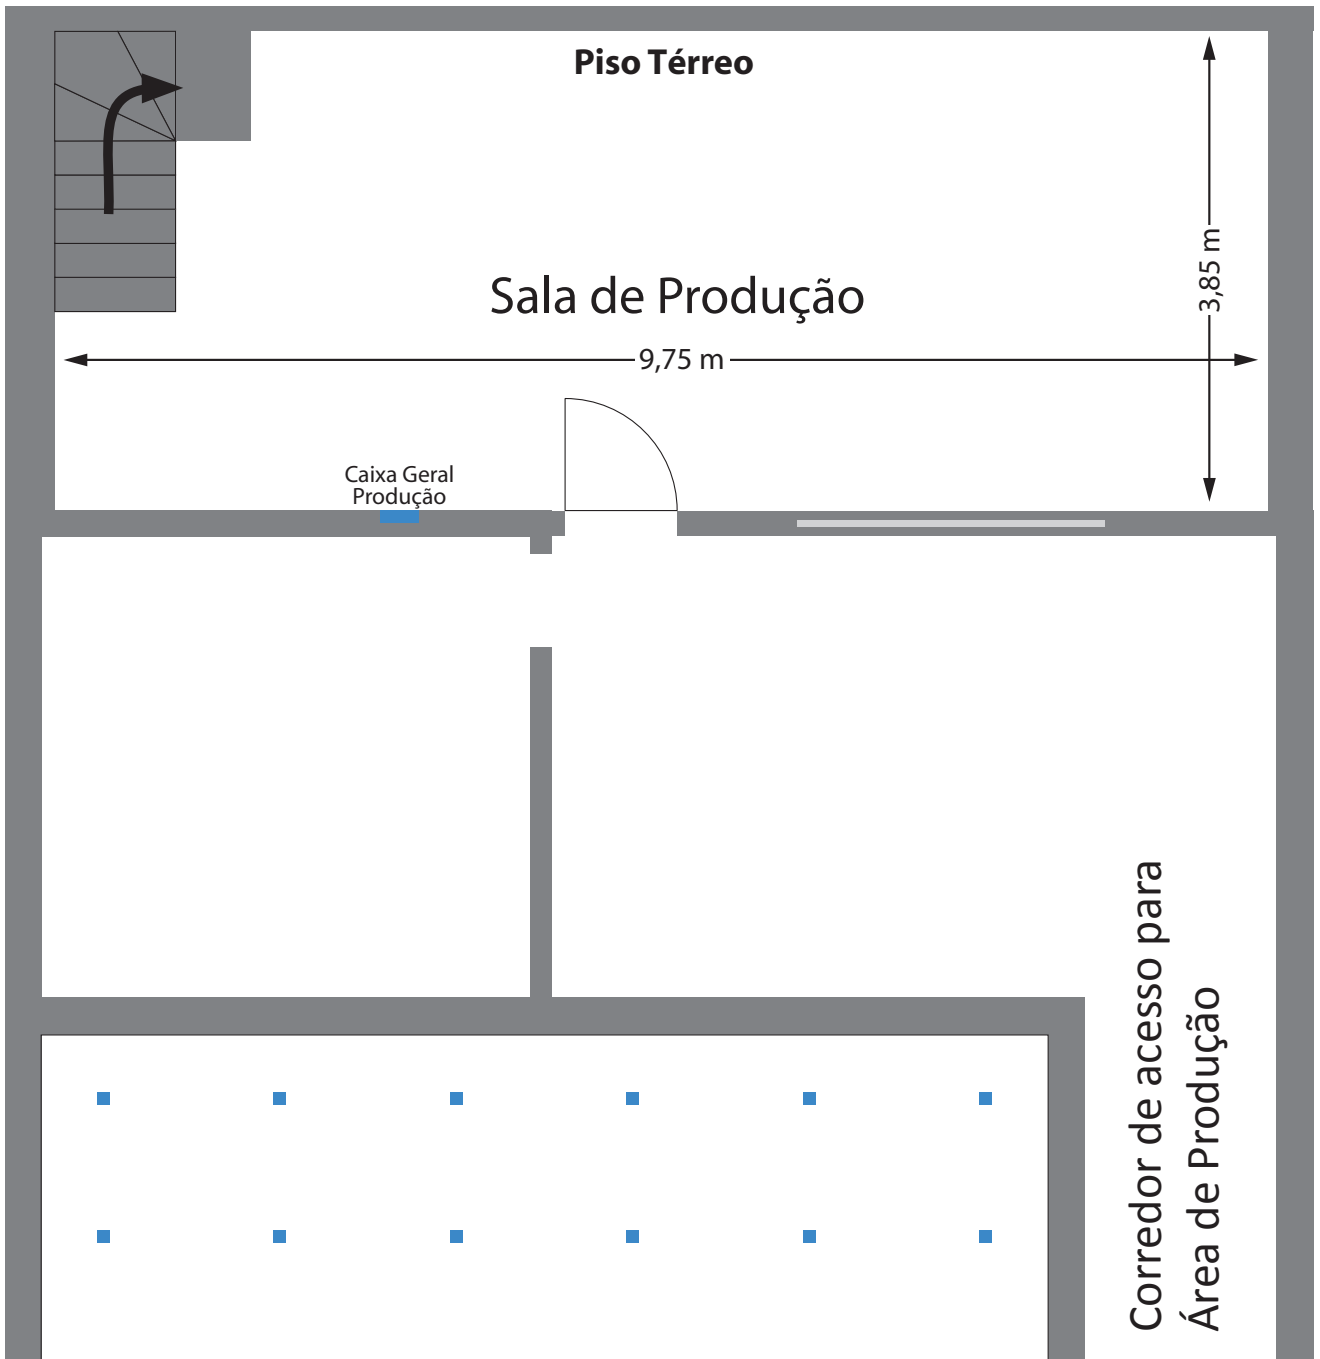 Piso Térreo
Sala de Produção
3,85 m
9,75 m
Caixa Geral
Produção
Corredor de acesso para
Área de Produção